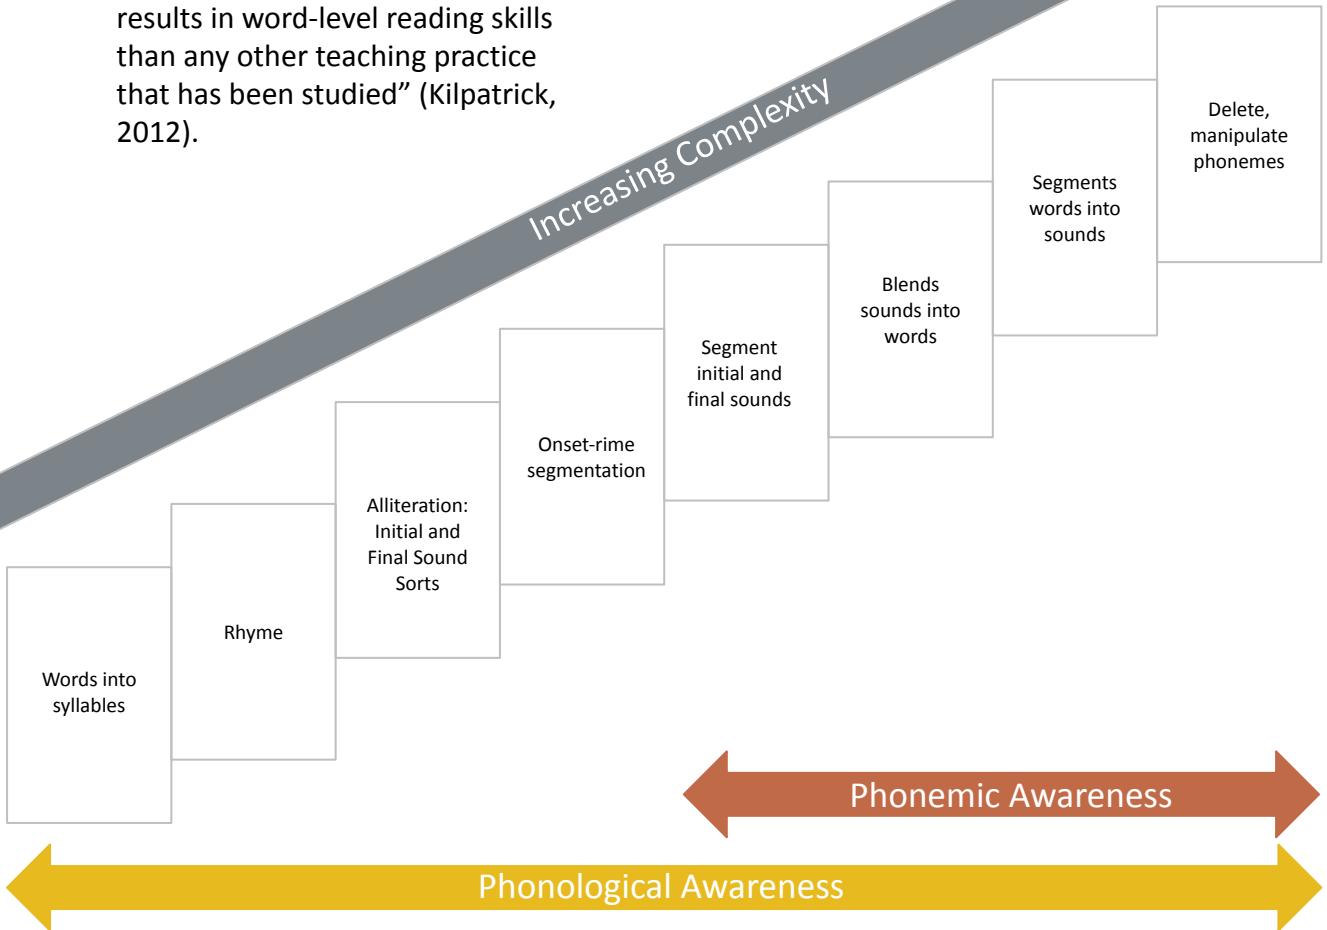 results in word-level reading skills
than any other teaching practice
that has been studied” (Kilpatrick,
2012).
Increasing Complexity
Words into
syllables
Rhyme
Alliteration:
Initial and
Final Sound
Sorts
Onset-rime
segmentation
Segment
initial and
final sounds
Blends
sounds into
words
Segments
words into
sounds
Delete,
manipulate
phonemes
Phonemic Awareness
Phonological Awareness